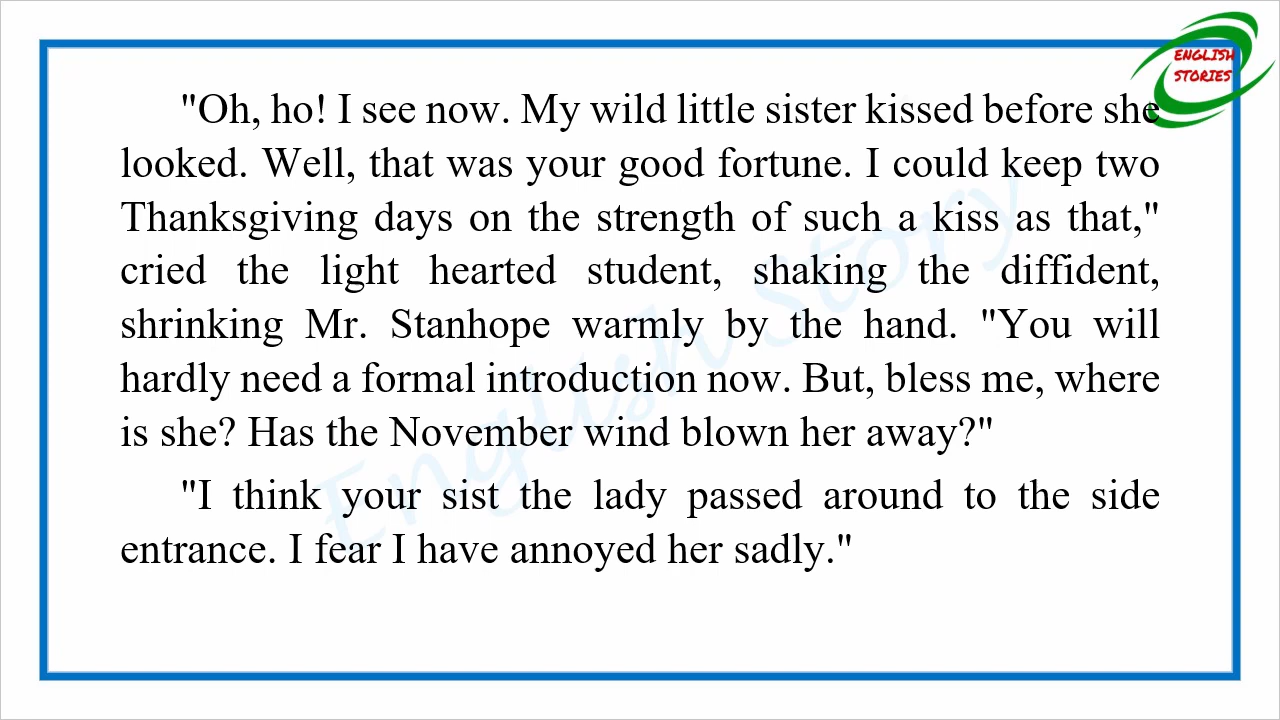 ENGLISH
STORIES
"Oh, ho! I see now. My wild little sister kissed before she
looked. Well, that was your good fortune. I could keep two
Thanksgiving days on the strength of such a kiss as that,"
cried the light hearted student, shaking the diffident,
shrinking Mr. Stanhope warmly by the hand. "You will
hardly need a formal introduction now. But, bless me, where
is she? Has the November wind blown her away?"
"I think your sist the lady passed around to the side
entrance. I fear I have annoyed her sadly."
English Story